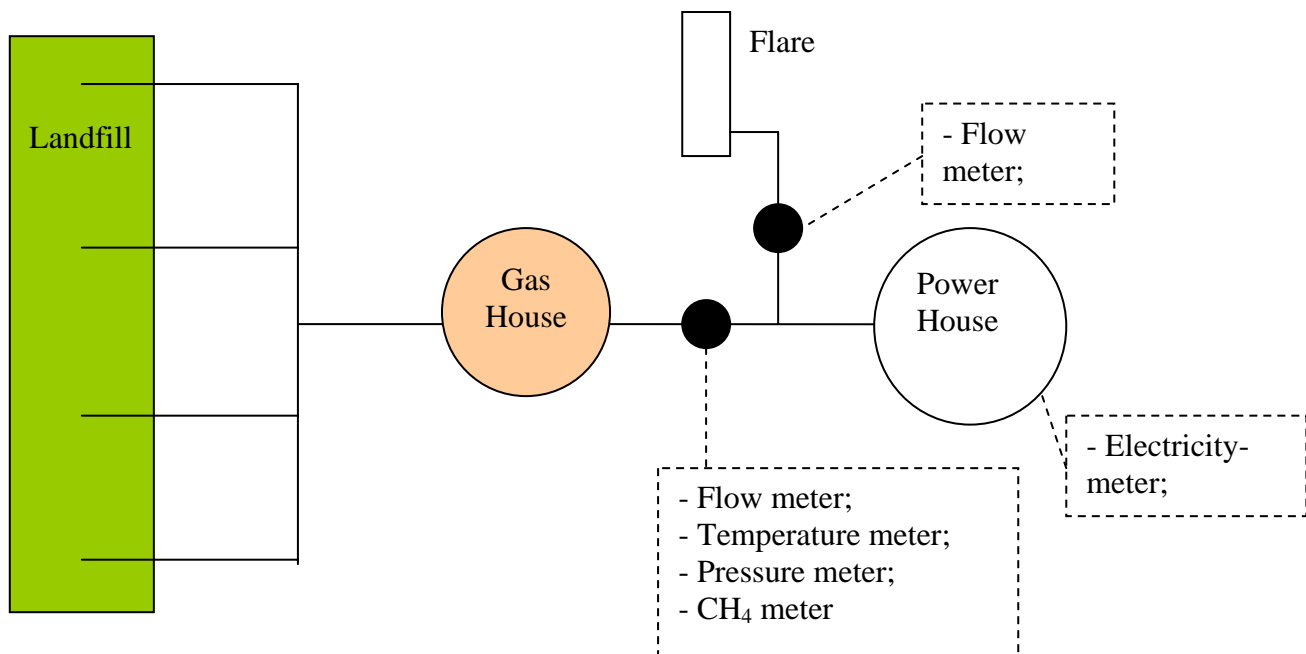 Flare
Landfill
- Flow
meter;
Gas
House
Power
House
- Electricity-
meter;
- Flow meter;
- Temperature meter;
- Pressure meter;
- CH₄ meter